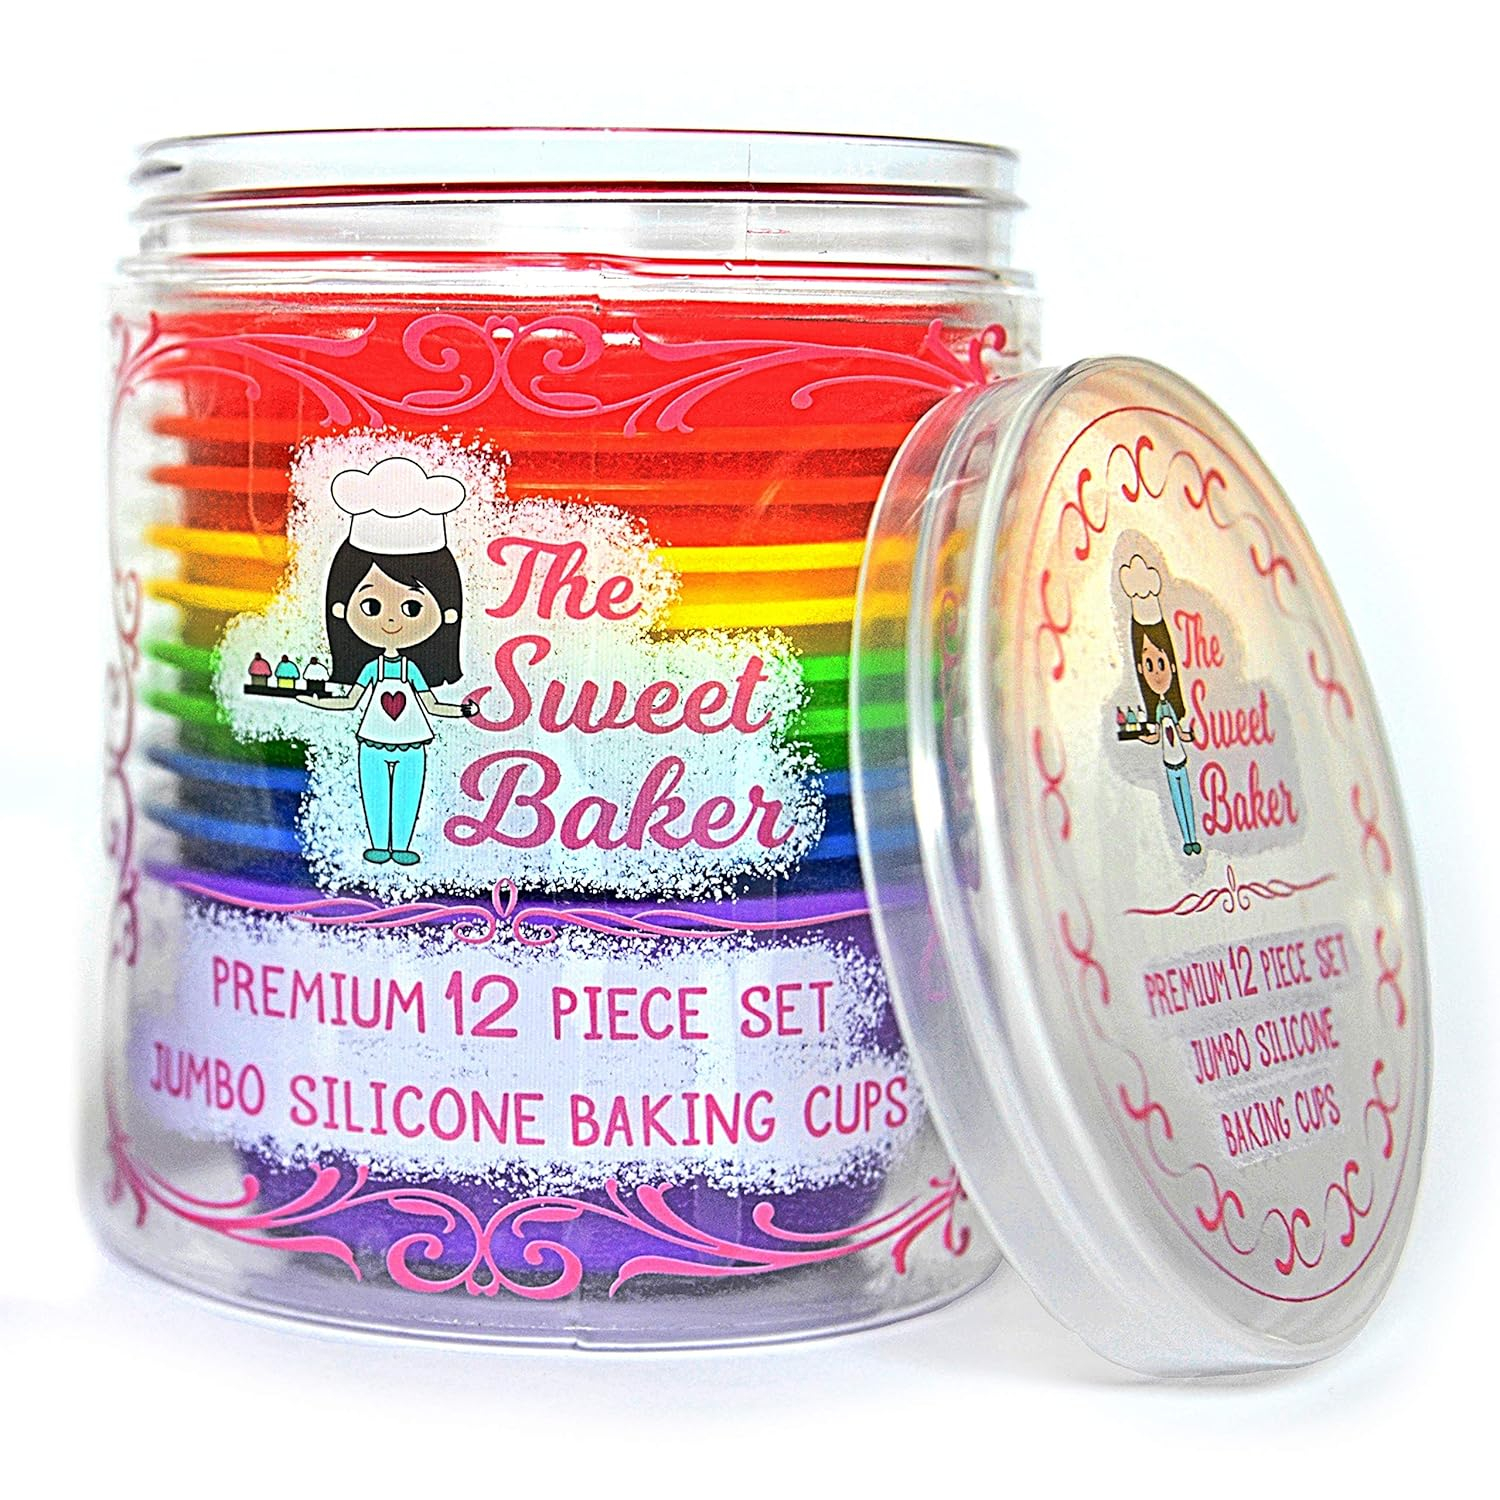 The
Sweet
Baker
PREMIUM 12 PIECE SET
JUMBO SILICONE BAKING CUPS
The
Sweet
Baker
PREMIUM 12 PIECE SET
JUMBO SILICONE
BAKING CUPS